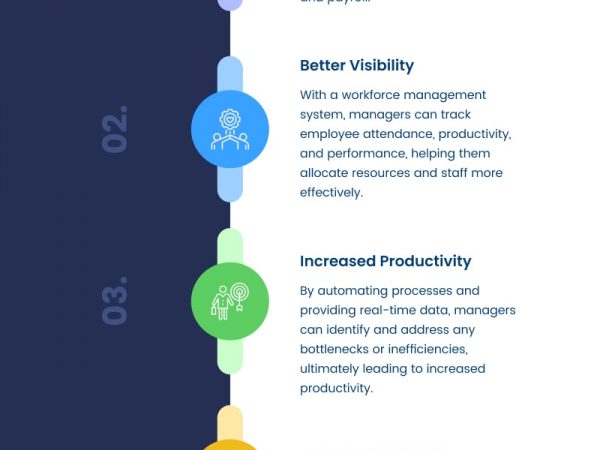 and payroll.
02.
Better Visibility
With a workforce management
system, managers can track
employee attendance, productivity,
and performance, helping them
allocate resources and staff more
effectively.
03.
Increased Productivity
By automating processes and
providing real-time data, managers
can identify and address any
bottlenecks or inefficiencies,
ultimately leading to increased
productivity.